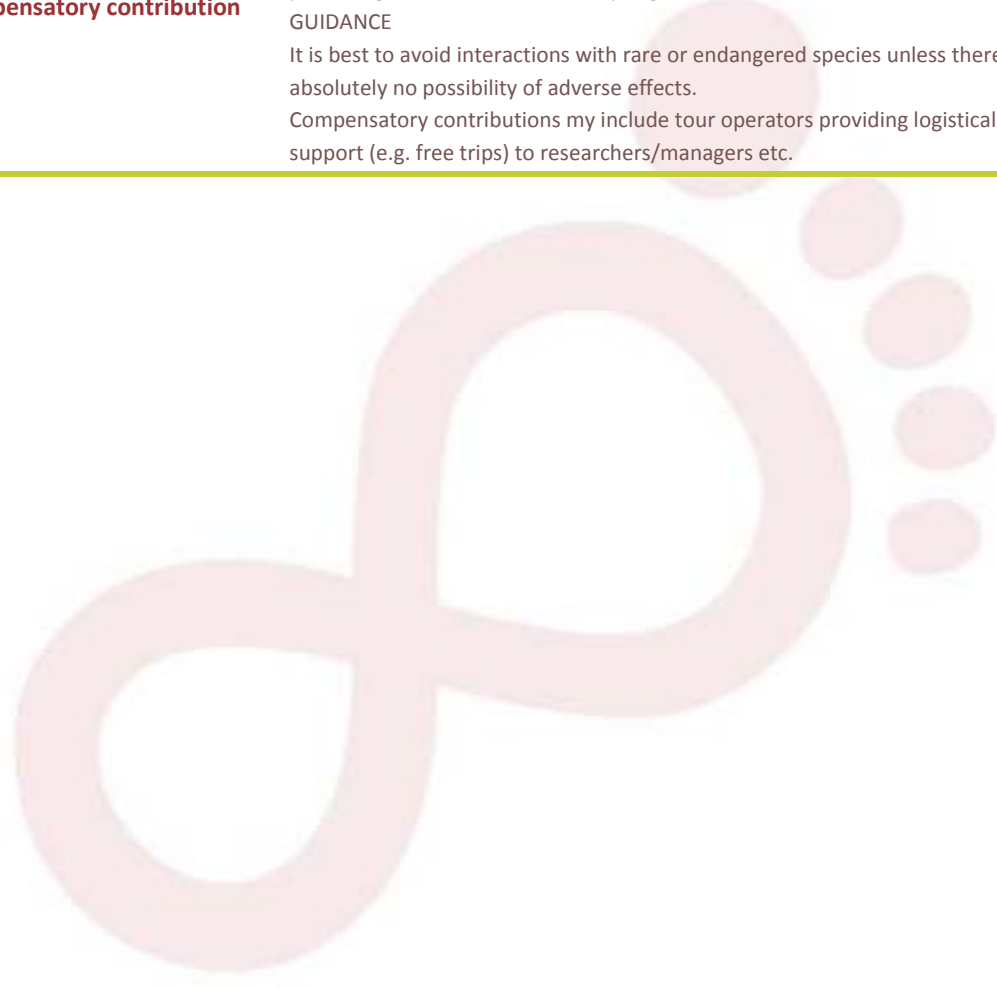 pensatory contribution
GUIDANCE
It is best to avoid interactions with rare or endangered species unless there
absolutely no possibility of adverse effects.
Compensatory contributions my include tour operators providing logistical
support (e.g. free trips) to researchers/managers etc.